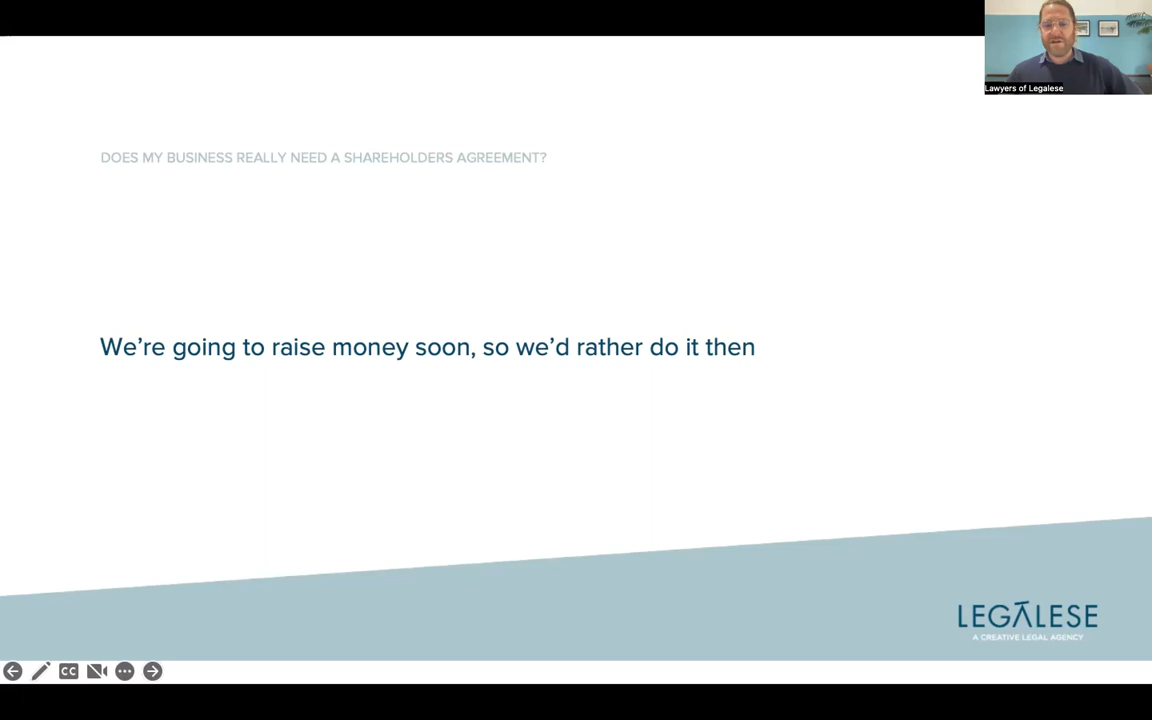 Lawyers of Legalese
DOES MY BUSINESS REALLY NEED A SHAREHOLDERS AGREEMENT?
We’re going to raise money soon, so we’d rather do it then
LEGALESE
A CREATIVE LEGAL AGENCY
CC